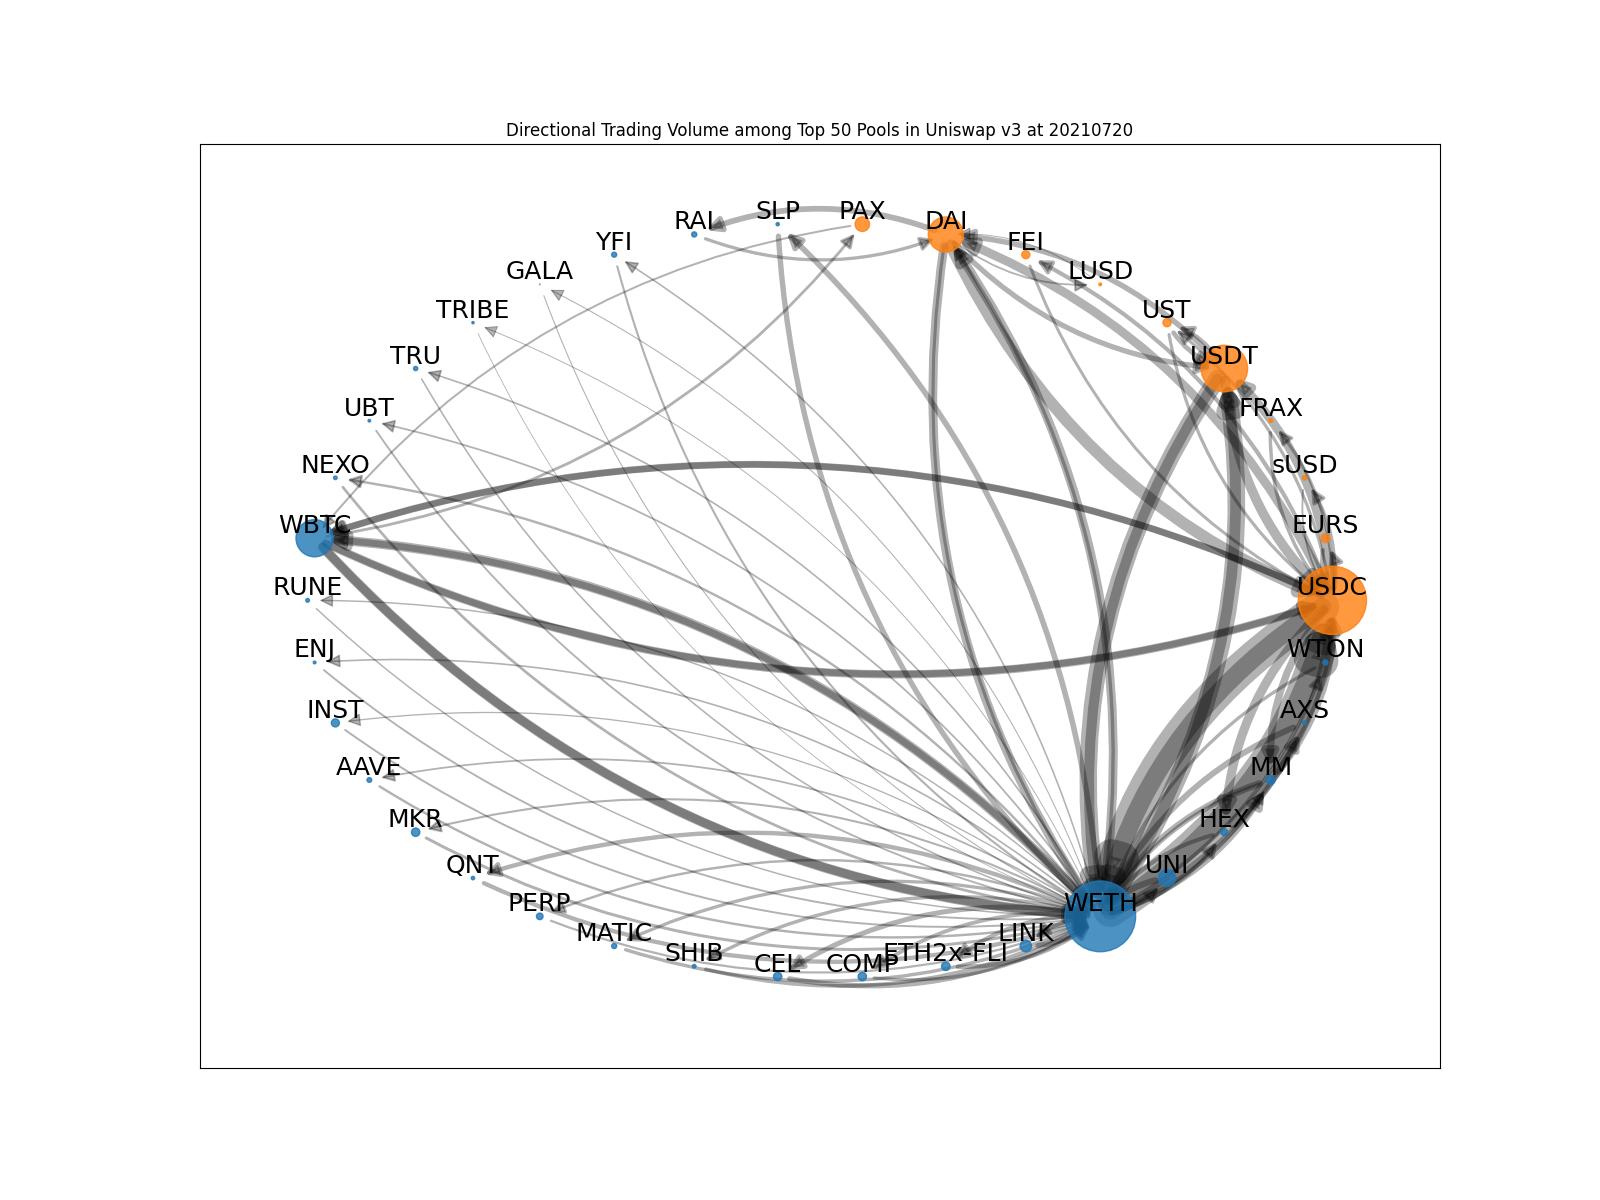 Directional Trading Volume among Top 50 Pools in Uniswap v3 at 20210720
SLP
PAX
RAI
DAI
YFI
FEI
GALA
LUSD
TRIBE
UST
TRU
USDT
UBT
FRAX
NEXO
sUSD
WBTC
EURS
RUNE
USDC
ENJ
WTON
INST
AXS
AAVE
MM
MKR
HEX
QNT
UNI
PERP
WETH
MATIC
LINK
SHIB
ETH2x-FLI
CEL
COMP